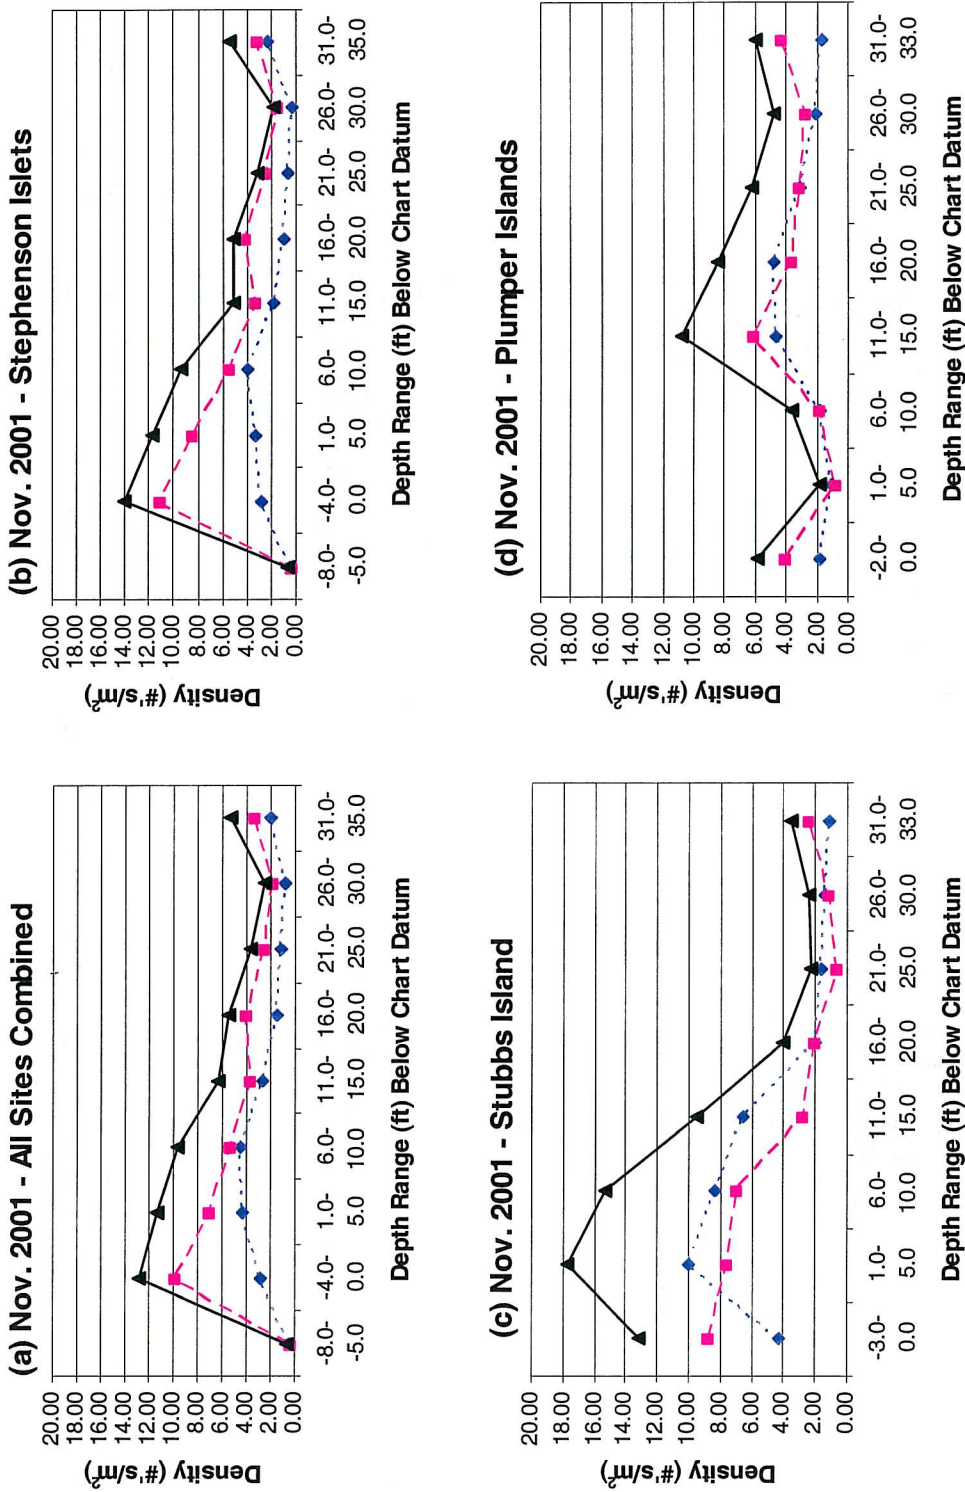 (a) Nov. 2001 - All Sites Combined
20.00
18.00
16.00
14.00
12.00
10.00
8.00
6.00
4.00
2.00
0.00
Density (#'s/m²)
-8.0- -4.0- 1.0- 6.0- 11.0- 16.0- 21.0- 26.0- 31.0-
-5.0 0.0 5.0 10.0 15.0 20.0 25.0 30.0 35.0
Depth Range (ft) Below Chart Datum
(b) Nov. 2001 - Stephenson Islets
20.00
18.00
16.00
14.00
12.00
10.00
8.00
6.00
4.00
2.00
0.00
Density (#'s/m²)
-8.0- -4.0- 1.0- 6.0- 11.0- 16.0- 21.0- 26.0- 31.0-
-5.0 0.0 5.0 10.0 15.0 20.0 25.0 30.0 35.0
Depth Range (ft) Below Chart Datum
(c) Nov. 2001 - Stubbs Island
20.00
18.00
16.00
14.00
12.00
10.00
8.00
6.00
4.00
2.00
0.00
Density (#'s/m²)
-3.0- 1.0- 6.0- 11.0- 16.0- 21.0- 26.0- 31.0-
0.0 5.0 10.0 15.0 20.0 25.0 30.0 33.0
Depth Range (ft) Below Chart Datum
(d) Nov. 2001 - Plumper Islands
20.00
18.00
16.00
14.00
12.00
10.00
8.00
6.00
4.00
2.00
0.00
Density (#'s/m²)
-2.0- 1.0- 6.0- 11.0- 16.0- 21.0- 26.0- 31.0-
0.0 5.0 10.0 15.0 20.0 25.0 30.0 33.0
Depth Range (ft) Below Chart Datum